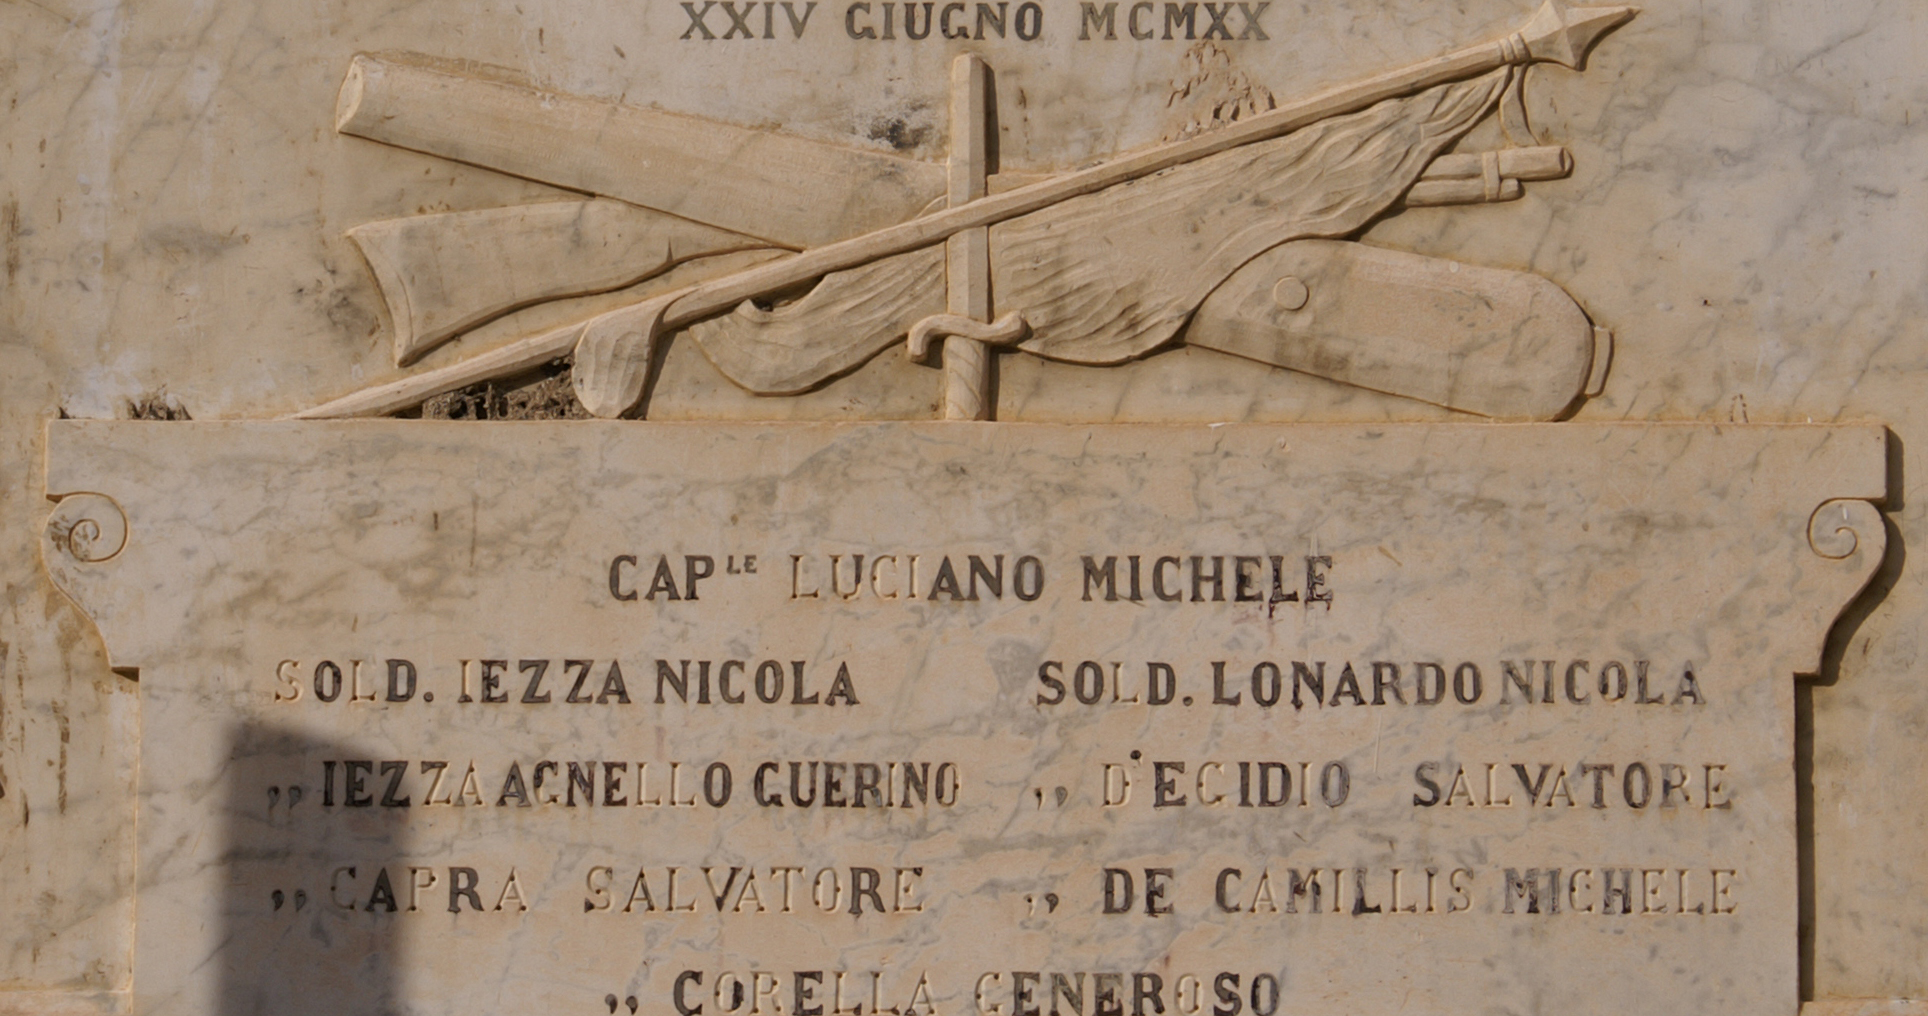 XXIV GIUGNO MCMXX
CAPLE LUCIANO MICHELE
SOLD. IEZZA NICOLA SOLD. LONARDO NICOLA
,, IEZZA AGNELLO GUERINO ,, D'EGIDIO SALVATORE
,, CAPRA SALVATORE ,, DE CAMILLIS MICHELE
,, CORELLA GENEROSO